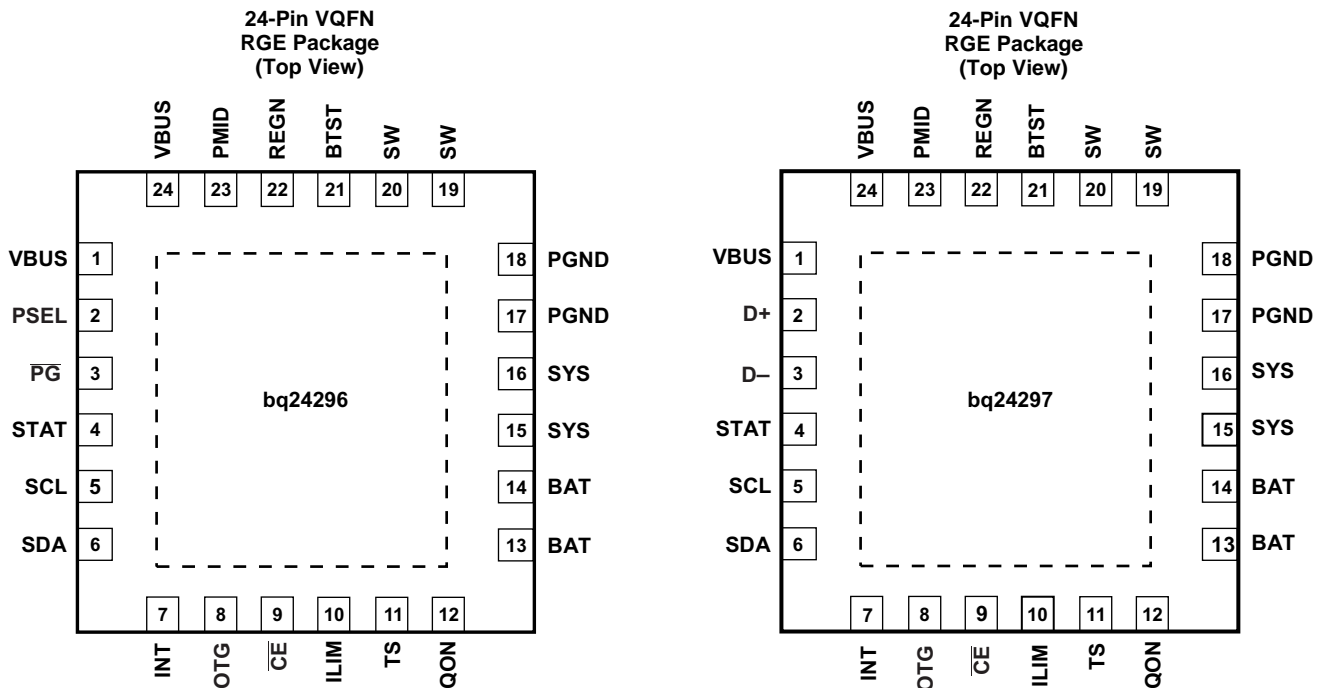 24-Pin VQFN
RGE Package
(Top View)
VBUS PMID REGN BTST SW SW
24 23 22 21 20 19
VBUS 1
PSEL 2
PG 3
STAT 4
SCL 5
SDA 6
bq24296
18 PGND
17 PGND
16 SYS
15 SYS
14 BAT
13 BAT
7 8 9 10 11 12
INT OTG CE ILIM TS QON
24-Pin VQFN
RGE Package
(Top View)
VBUS PMID REGN BTST SW SW
24 23 22 21 20 19
VBUS 1
D+ 2
D– 3
STAT 4
SCL 5
SDA 6
bq24297
18 PGND
17 PGND
16 SYS
15 SYS
14 BAT
13 BAT
7 8 9 10 11 12
INT OTG CE ILIM TS QON